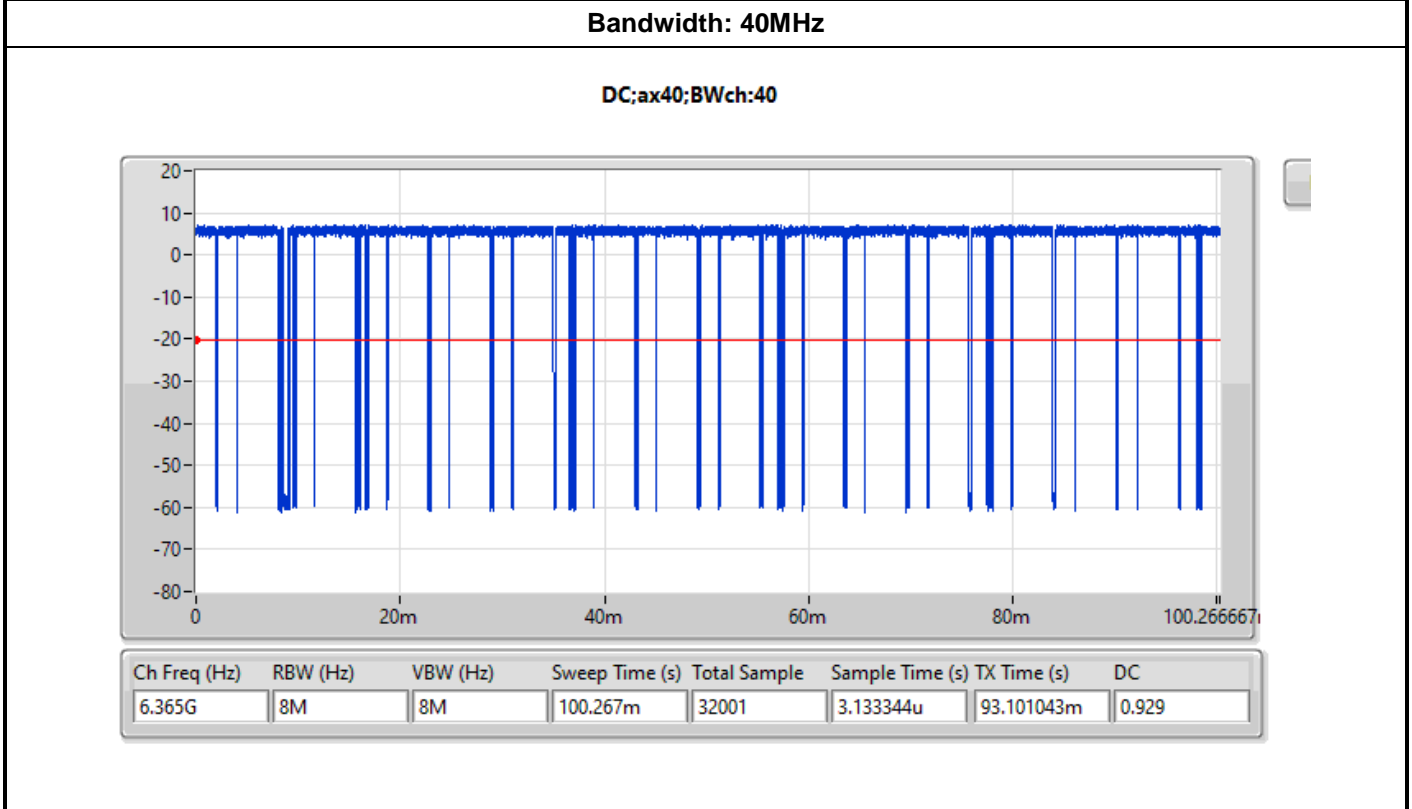 Bandwidth: 40MHz
DC;ax40;BWch:40
20
10
0
-10
-20
-30
-40
-50
-60
-70
-80
0 20m 40m 60m 80m 100.266667
Ch Freq (Hz) RBW (Hz) VBW (Hz) Sweep Time (s) Total Sample Sample Time (s) TX Time (s) DC
6.365G 8M 8M 100.267m 32001 3.133344u 93.101043m 0.929